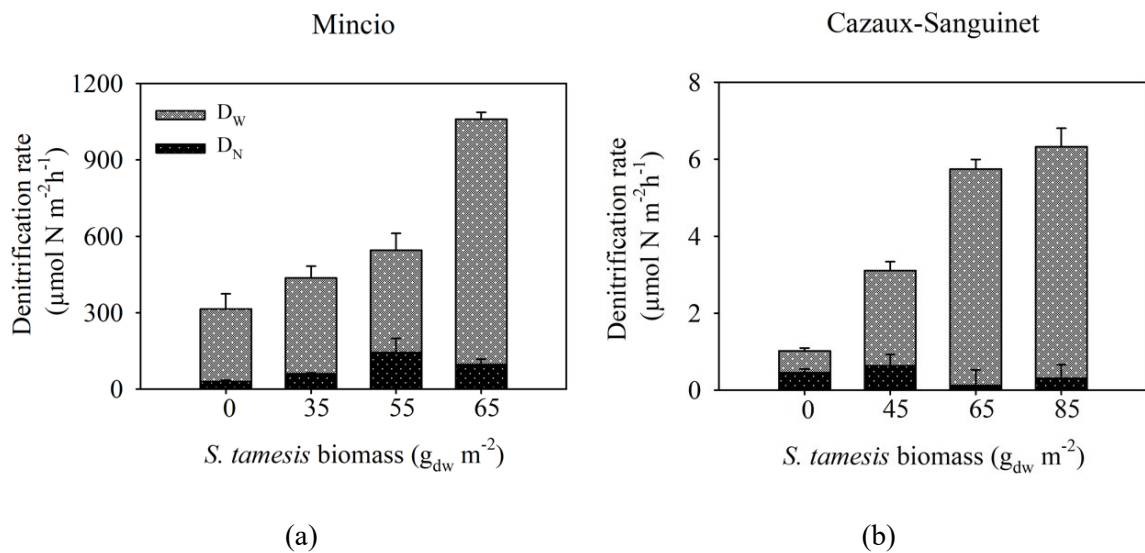 Mincio
1200
900
600
300
0
Denitrification rate
(µmol N m⁻²h⁻¹)
D_W
D_N
0 35 55 65
S. tamesis biomass (g_dw m⁻²)
(a)
Cazaux-Sanguinet
8
6
4
2
0
Denitrification rate
(µmol N m⁻²h⁻¹)
0 45 65 85
S. tamesis biomass (g_dw m⁻²)
(b)